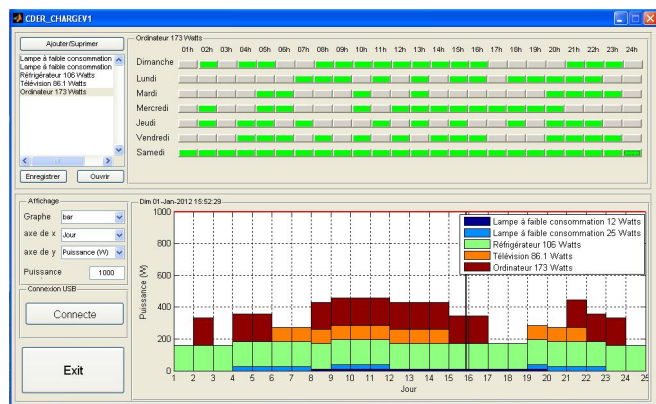 CDER_CHARGEV1
Ajouter/Suprimer
Lampe à faible consommation
Lampe à faible consommation
Réfrigérateur 106 Watts
Télévision 86.1 Watts
Ordinateur 173 Watts
Enregistrer
Ouvrir
Ordinateur 173 Watts
01h 02h 03h 04h 05h 06h 07h 08h 09h 10h 11h 12h 13h 14h 15h 16h 17h 18h 19h 20h 21h 22h 23h 24h
Dimanche
Lundi
Mardi
Mercredi
Jeudi
Vendredi
Samedi
Affichage
Graphe bar
axe de x Jour
axe de y Puissance (W)
Puissance 1000
Connexion USB
Connecte
Exit
Dim 01-Jan-2012 15:52:29
Lampe à faible consommation 12 Watts
Lampe à faible consommation 25 Watts
Réfrigérateur 106 Watts
Télévision 86.1 Watts
Ordinateur 173 Watts
Puissance (W)
1000
800
600
400
200
0
1 2 3 4 5 6 7 8 9 10 11 12 13 14 15 16 17 18 19 20 21 22 23 24 25
Jour